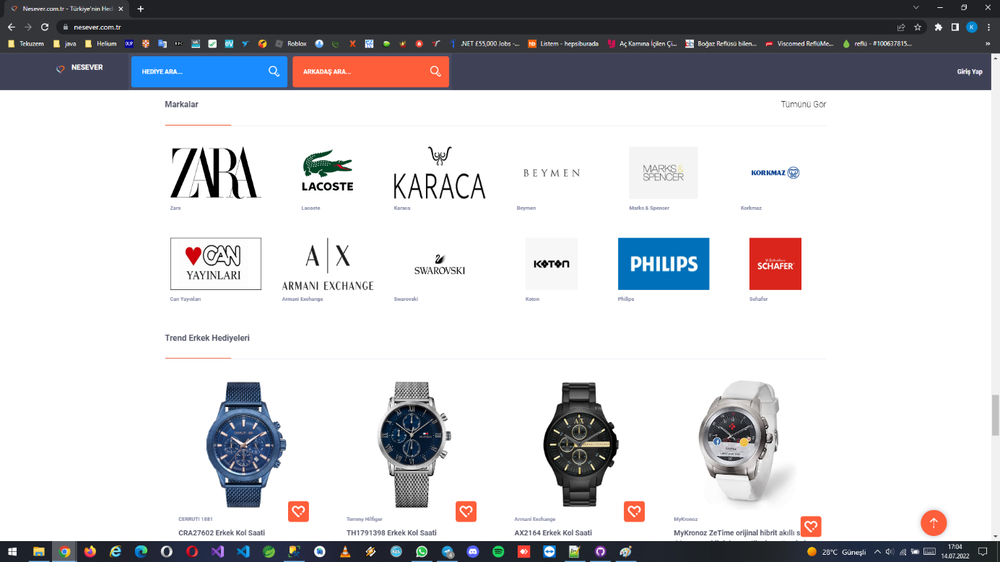 Nesever.com.tr - Türkiye'nin Hed
nesever.com.tr
K
Tekuzem
java
Helium
Roblox
.NET £55,000 Jobs -...
Listem - hepsiburada
Aç Karnına İçilen Çi...
Boğaz Reflüsü bilen...
Viscomed RefluMe...
reflü - #100637815...
NESEVER
HEDİYE ARA...
ARKADAŞ ARA...
Giriş Yap
Markalar
Tümünü Gör
ZARA
LACOSTE
KARACA
BEYMEN
MARKS & SPENCER
KORKMAZ
Zara
Lacoste
Karaca
Beymen
Marks & Spencer
Korkmaz
CAN
YAYINLARI
A|X
ARMANI EXCHANGE
SWAROVSKI
KOTON
PHILIPS
SCHAFER
Can Yayınları
Armani Exchange
Swarovski
Koton
Philips
Schafer
Trend Erkek Hediyeleri
CERRUTI 1881
Tommy Hilfiger
Armani Exchange
MyKronoz
CRA27602 Erkek Kol Saati
TH1791398 Erkek Kol Saati
AX2164 Erkek Kol Saati
MyKronoz ZeTime orijinal hibrit akıllı s
28°C Güneşli
17:04
14.07.2022